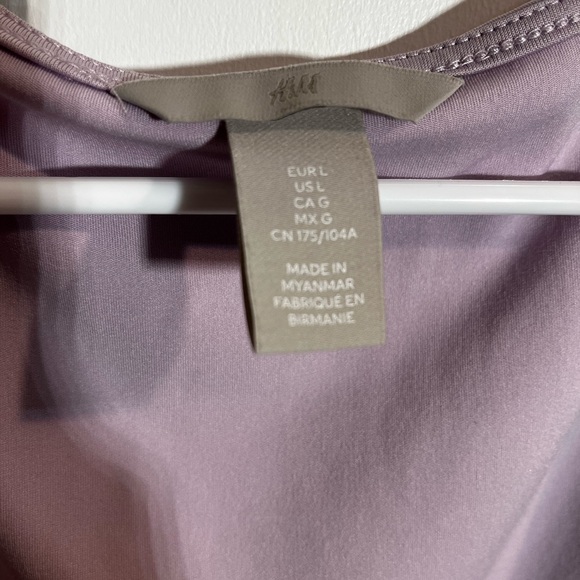 H&M
EUR L
US L
CA G
MX G
CN 175/104A
MADE IN
MYANMAR
FABRIQUÉ EN
BIRMANIE